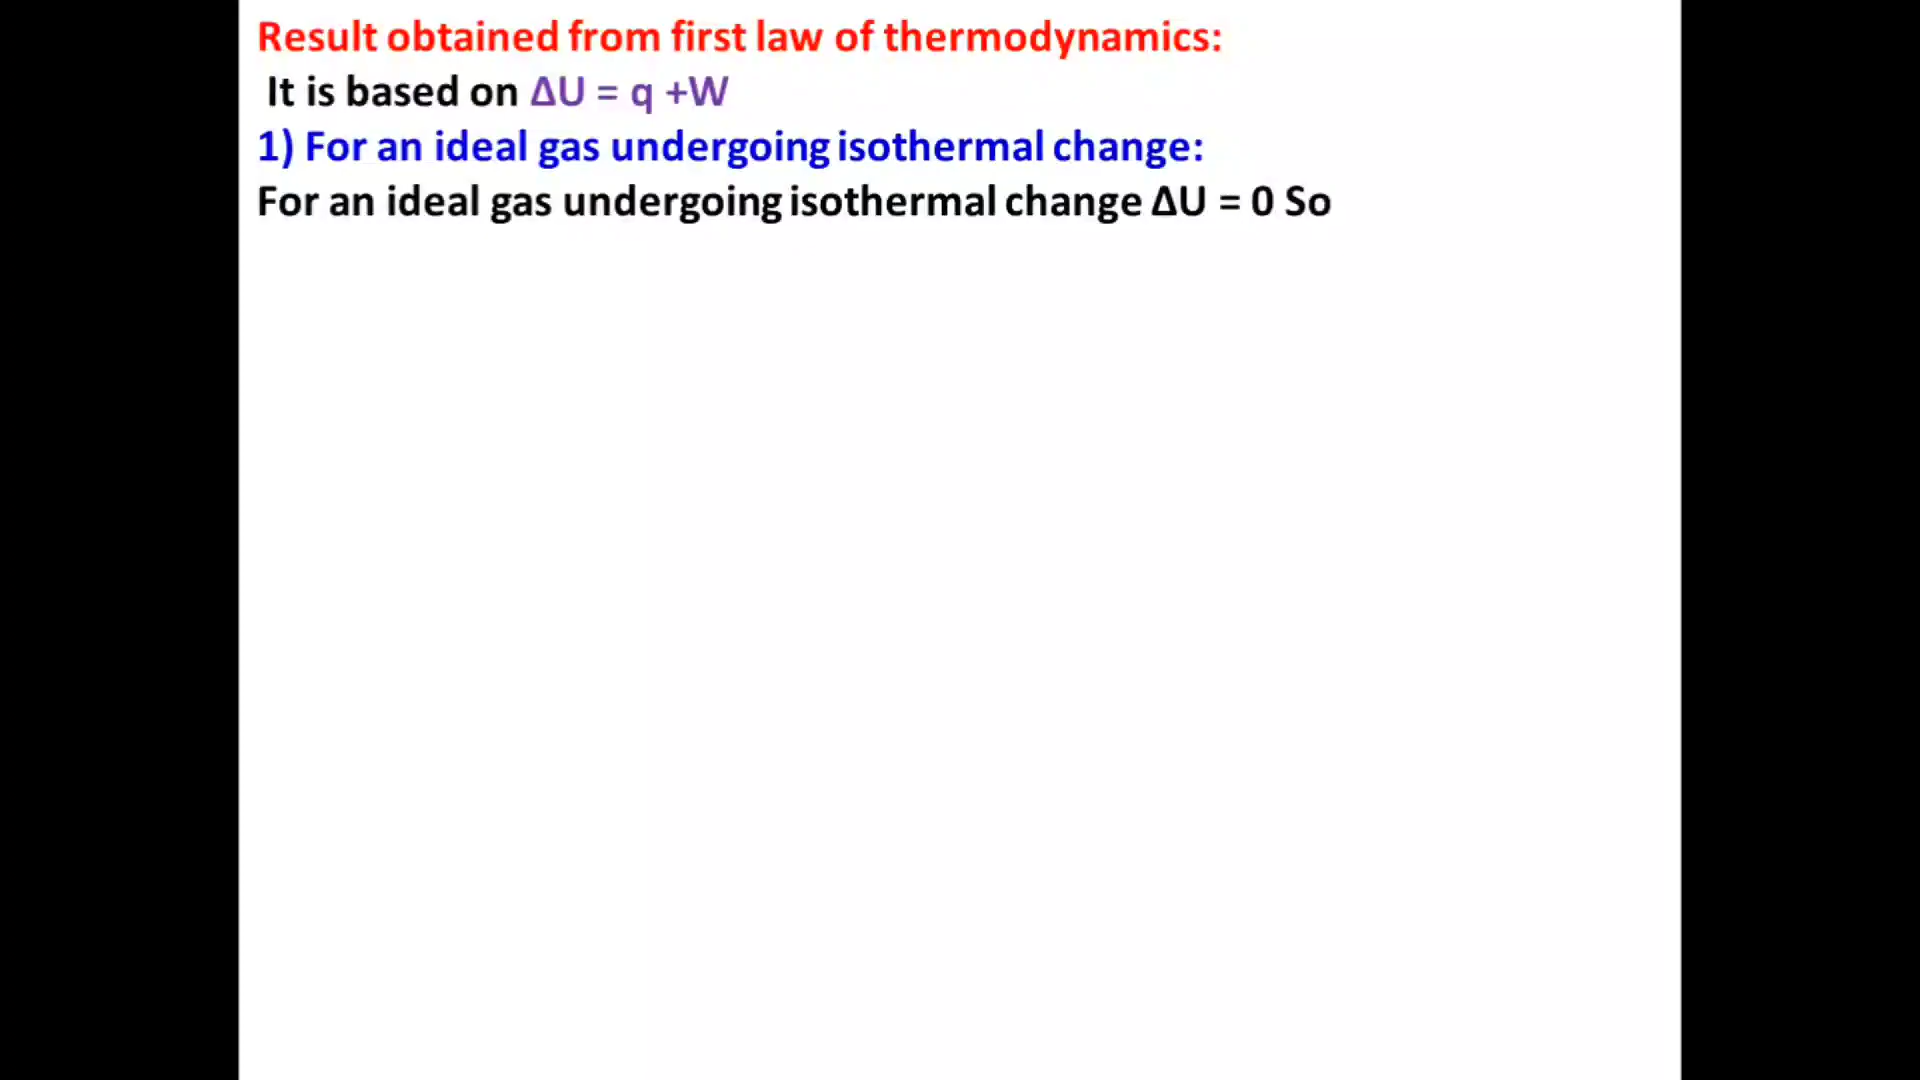 Result obtained from first law of thermodynamics:
It is based on ΔU = q +W
1) For an ideal gas undergoing isothermal change:
For an ideal gas undergoing isothermal change ΔU = 0 So